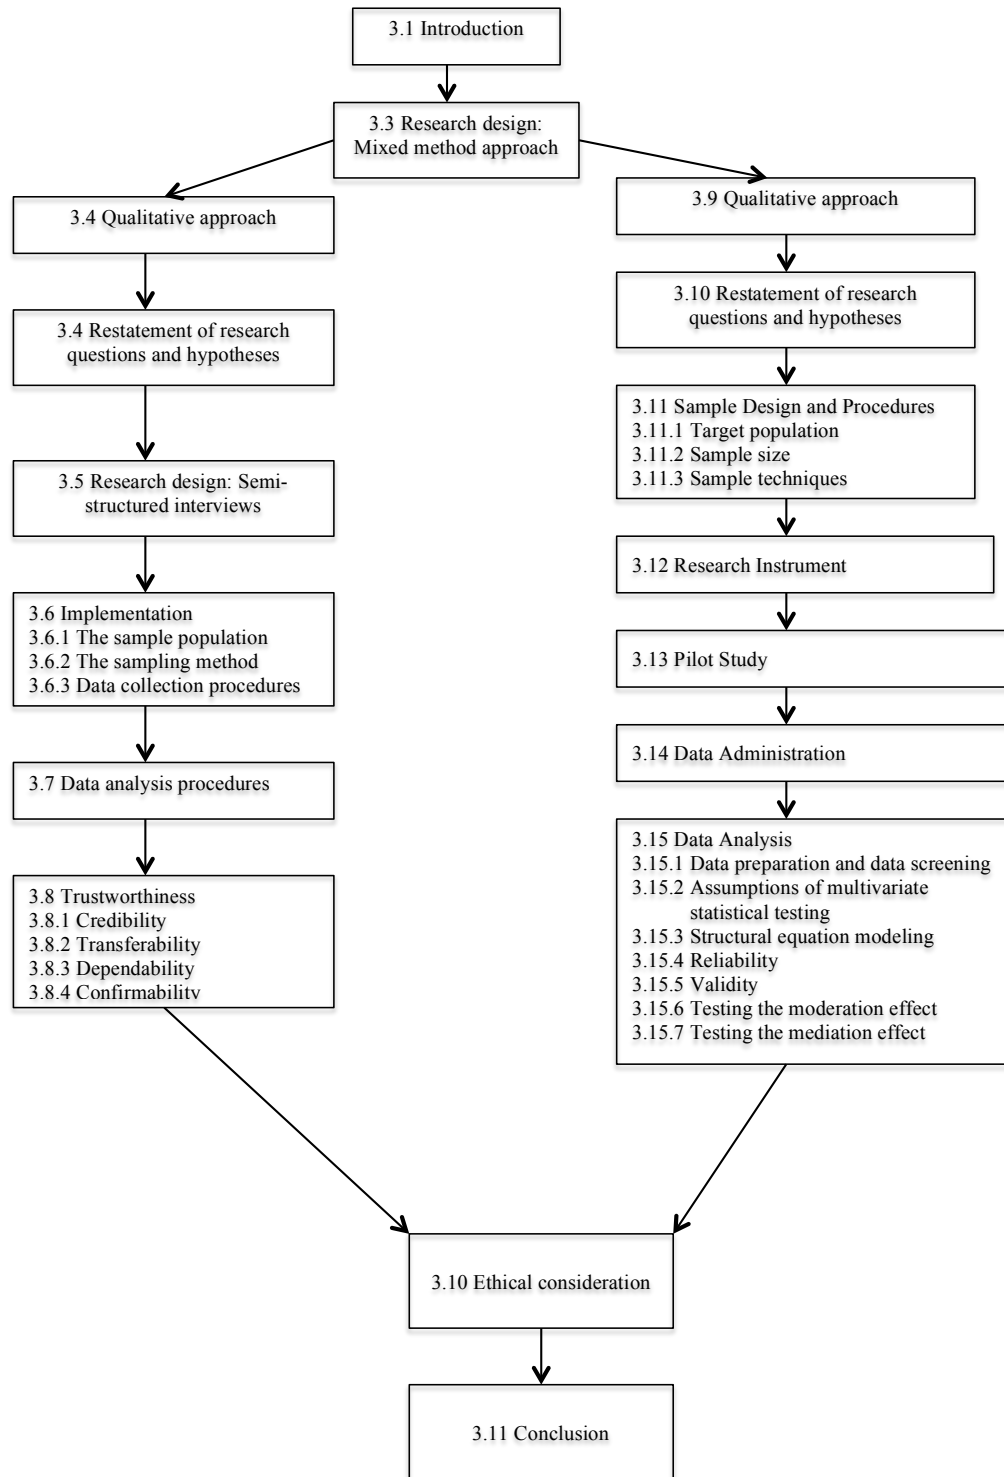 3.1 Introduction
3.3 Research design:
Mixed method approach
3.4 Qualitative approach
3.4 Restatement of research
questions and hypotheses
3.5 Research design: Semi-
structured interviews
3.6 Implementation
3.6.1 The sample population
3.6.2 The sampling method
3.6.3 Data collection procedures
3.7 Data analysis procedures
3.8 Trustworthiness
3.8.1 Credibility
3.8.2 Transferability
3.8.3 Dependability
3.8.4 Confirmability
3.9 Qualitative approach
3.10 Restatement of research
questions and hypotheses
3.11 Sample Design and Procedures
3.11.1 Target population
3.11.2 Sample size
3.11.3 Sample techniques
3.12 Research Instrument
3.13 Pilot Study
3.14 Data Administration
3.15 Data Analysis
3.15.1 Data preparation and data screening
3.15.2 Assumptions of multivariate
statistical testing
3.15.3 Structural equation modeling
3.15.4 Reliability
3.15.5 Validity
3.15.6 Testing the moderation effect
3.15.7 Testing the mediation effect
3.10 Ethical consideration
3.11 Conclusion